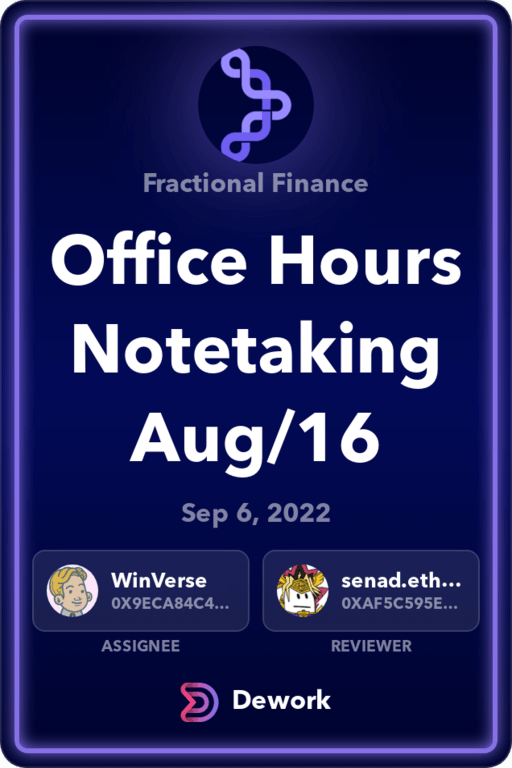 Fractional Finance
Office Hours
Notetaking
Aug/16
Sep 6, 2022
WinVerse
0X9ECA84C4...
ASSIGNEE
senad.eth...
0XAF5C595E...
REVIEWER
Dework